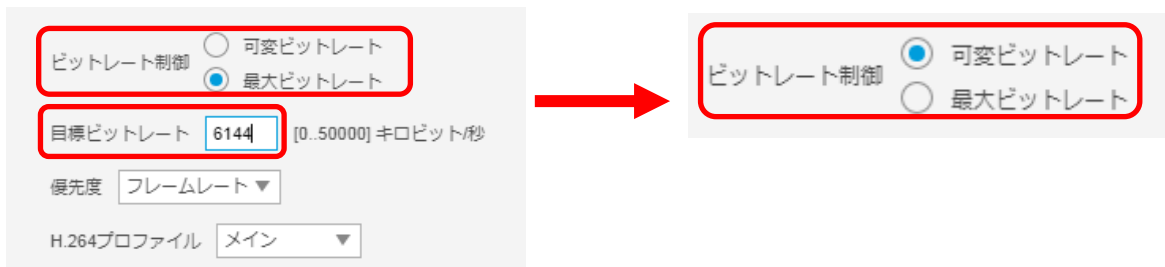 ビットレート制御
可変ビットレート
最大ビットレート
目標ビットレート 6144 [0..50000] キロビット/秒
優先度 フレームレート
H.264プロファイル メイン
ビットレート制御
可変ビットレート
最大ビットレート